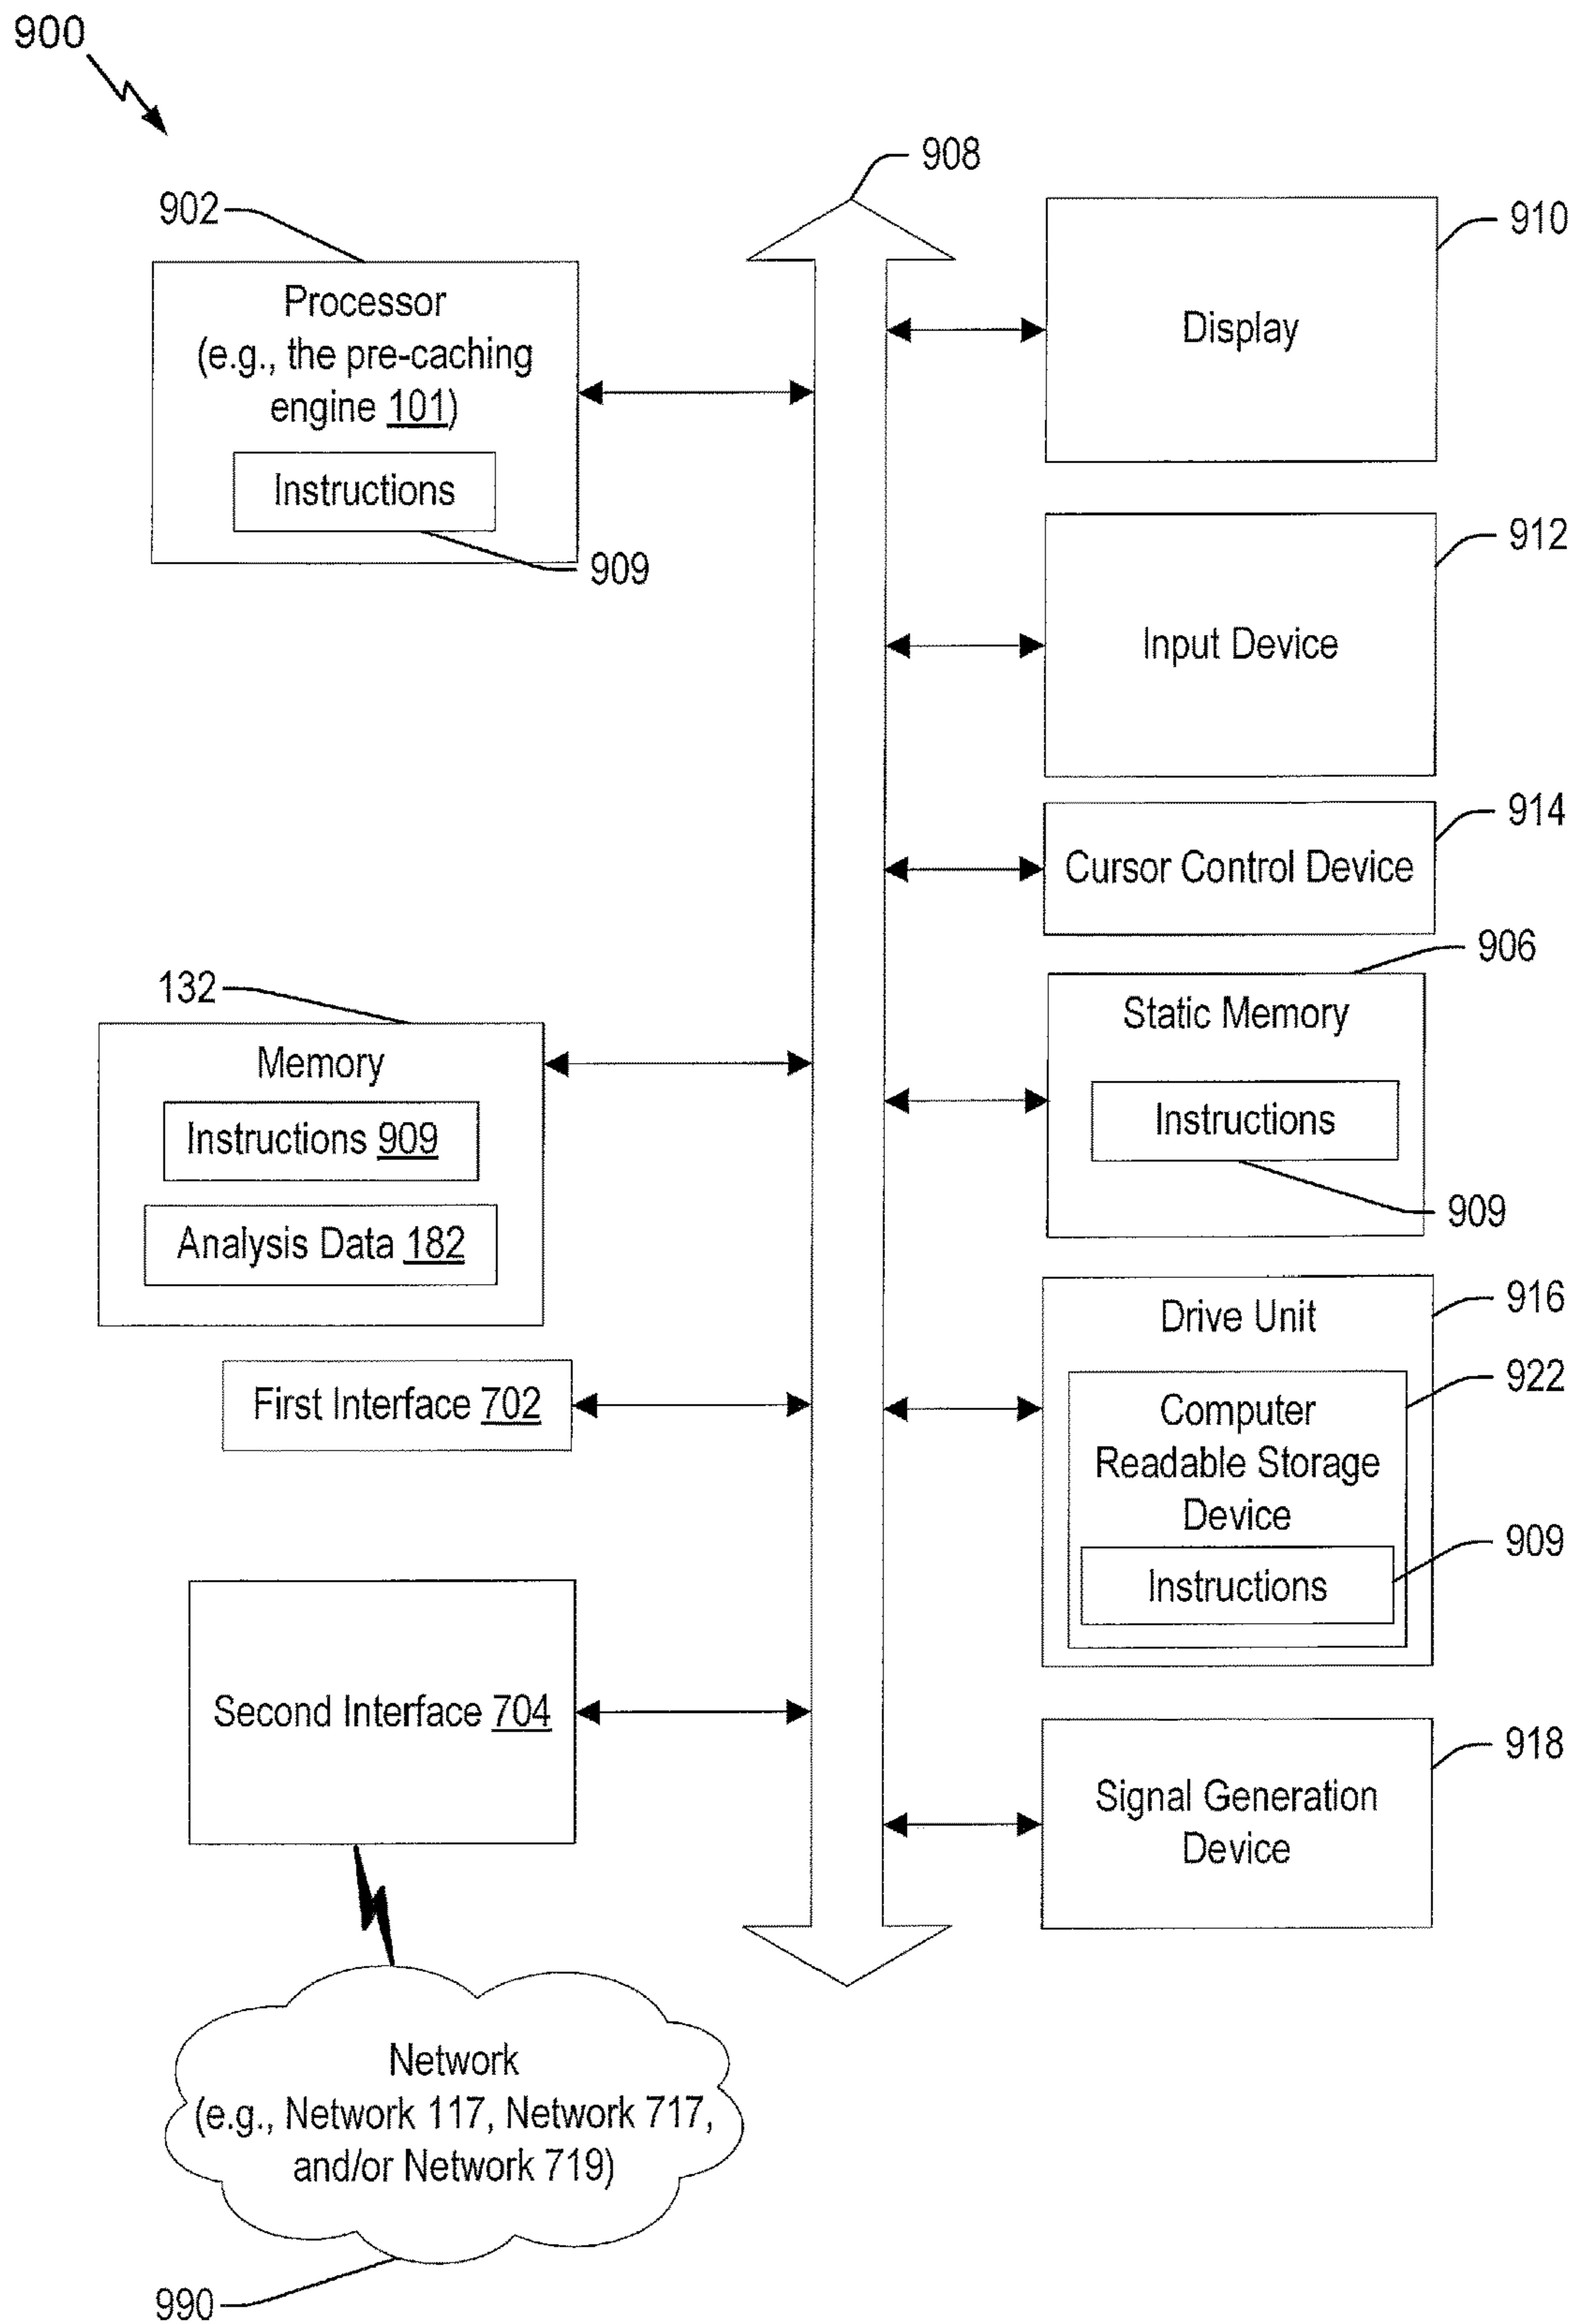 900
908
902
910
Processor
(e.g., the pre-caching
engine 101)
Instructions
909
Display
912
Input Device
914
Cursor Control Device
132
Memory
Instructions 909
Analysis Data 182
906
Static Memory
Instructions
909
First Interface 702
916
Drive Unit
922
Computer
Readable Storage
Device
909
Instructions
Second Interface 704
918
Signal Generation
Device
Network
(e.g., Network 117, Network 717,
and/or Network 719)
990